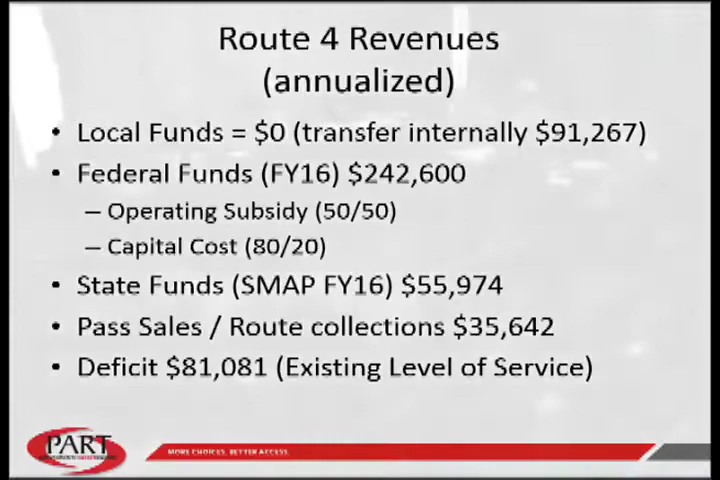 Route 4 Revenues
(annualized)
• Local Funds = $0 (transfer internally $91,267)
• Federal Funds (FY16) $242,600
– Operating Subsidy (50/50)
– Capital Cost (80/20)
• State Funds (SMAP FY16) $55,974
• Pass Sales / Route collections $35,642
• Deficit $81,081 (Existing Level of Service)
PART
MORE CHOICES. BETTER ACCESS.